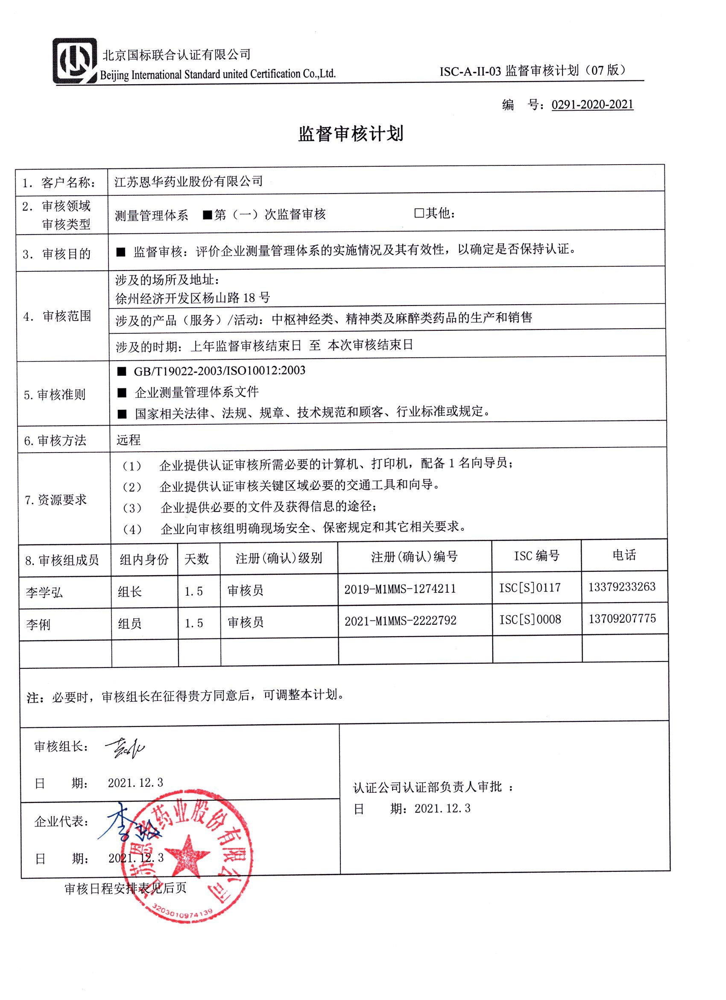 北京国标联合认证有限公司
Beijing International Standard united Certification Co.,Ltd.
ISC-A-II-03 监督审核计划（07 版）
编 号：0291-2020-2021
监督审核计划
1. 客户名称： 江苏恩华药业股份有限公司
2. 审核领域
审核类型
测量管理体系 ■第（一）次监督审核 □其他：
3. 审核目的 ■ 监督审核：评价企业测量管理体系的实施情况及其有效性，以确定是否保持认证。
4. 审核范围
涉及的场所及地址：
徐州经济开发区杨山路 18 号
涉及的产品（服务）/活动：中枢神经类、精神类及麻醉类药品的生产和销售
涉及的时期：上年监督审核结束日 至 本次审核结束日
5.审核准则
■ GB/T19022-2003/ISO10012:2003
■ 企业测量管理体系文件
■ 国家相关法律、法规、规章、技术规范和顾客、行业标准或规定。
6.审核方法 远程
7.资源要求
（1） 企业提供认证审核所需必要的计算机、打印机，配备 1 名向导员；
（2） 企业提供认证审核关键区域必要的交通工具和向导。
（3） 企业提供必要的文件及获得信息的途径；
（4） 企业向审核组明确现场安全、保密规定和其它相关要求。
8.审核组成员 组内身份 天数 注册(确认)级别 注册(确认)编号 ISC 编号 电话
李学弘 组长 1.5 审核员 2019-M1MMS-1274211 ISC[S]0117 13379233263
李俐 组员 1.5 审核员 2021-M1MMS-2222792 ISC[S]0008 13709207775
注：必要时，审核组长在征得贵方同意后，可调整本计划。
审核组长：
日 期： 2021.12.3
认证公司认证部负责人审批 ：
日 期：2021.12.3
企业代表：
日 期： 2021.12.3
江苏恩华药业股份有限公司
3203010974139
审核日程安排表见后页